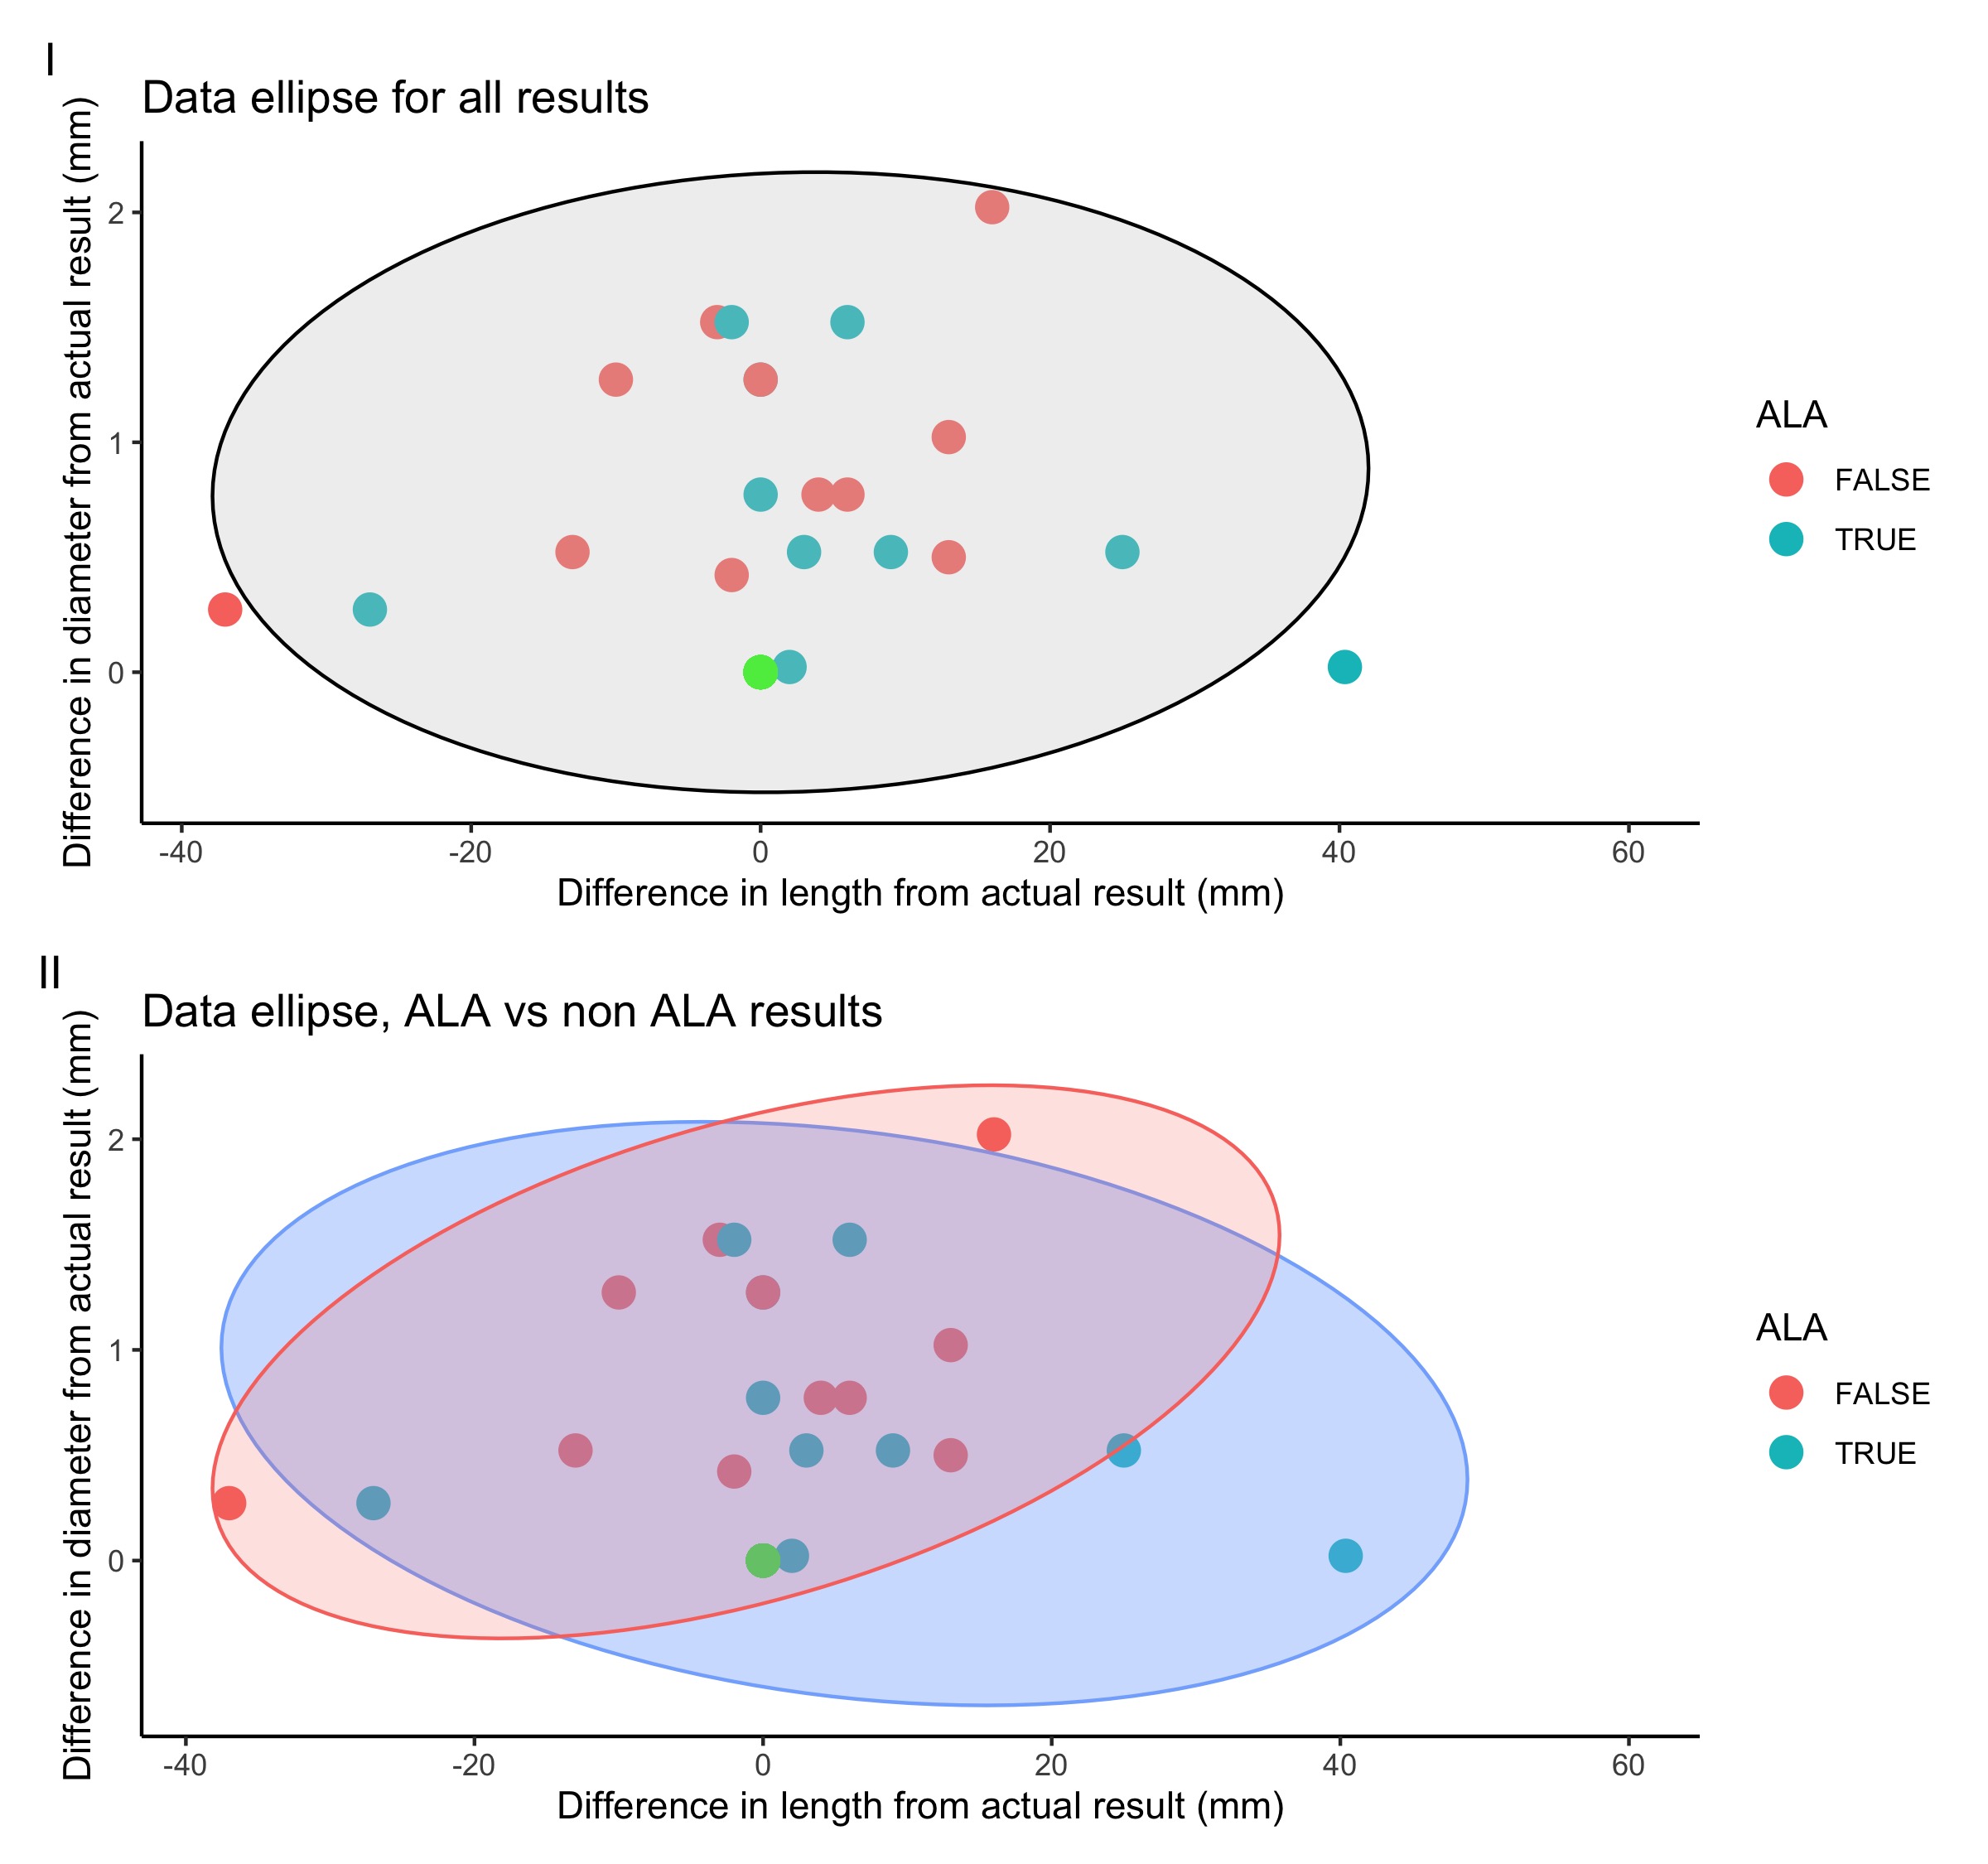 I
Data ellipse for all results
Difference in diameter from actual result (mm)
2
1
0
-40 -20 0 20 40 60
Difference in length from actual result (mm)
ALA
FALSE
TRUE
II
Data ellipse, ALA vs non ALA results
Difference in diameter from actual result (mm)
2
1
0
-40 -20 0 20 40 60
Difference in length from actual result (mm)
ALA
FALSE
TRUE